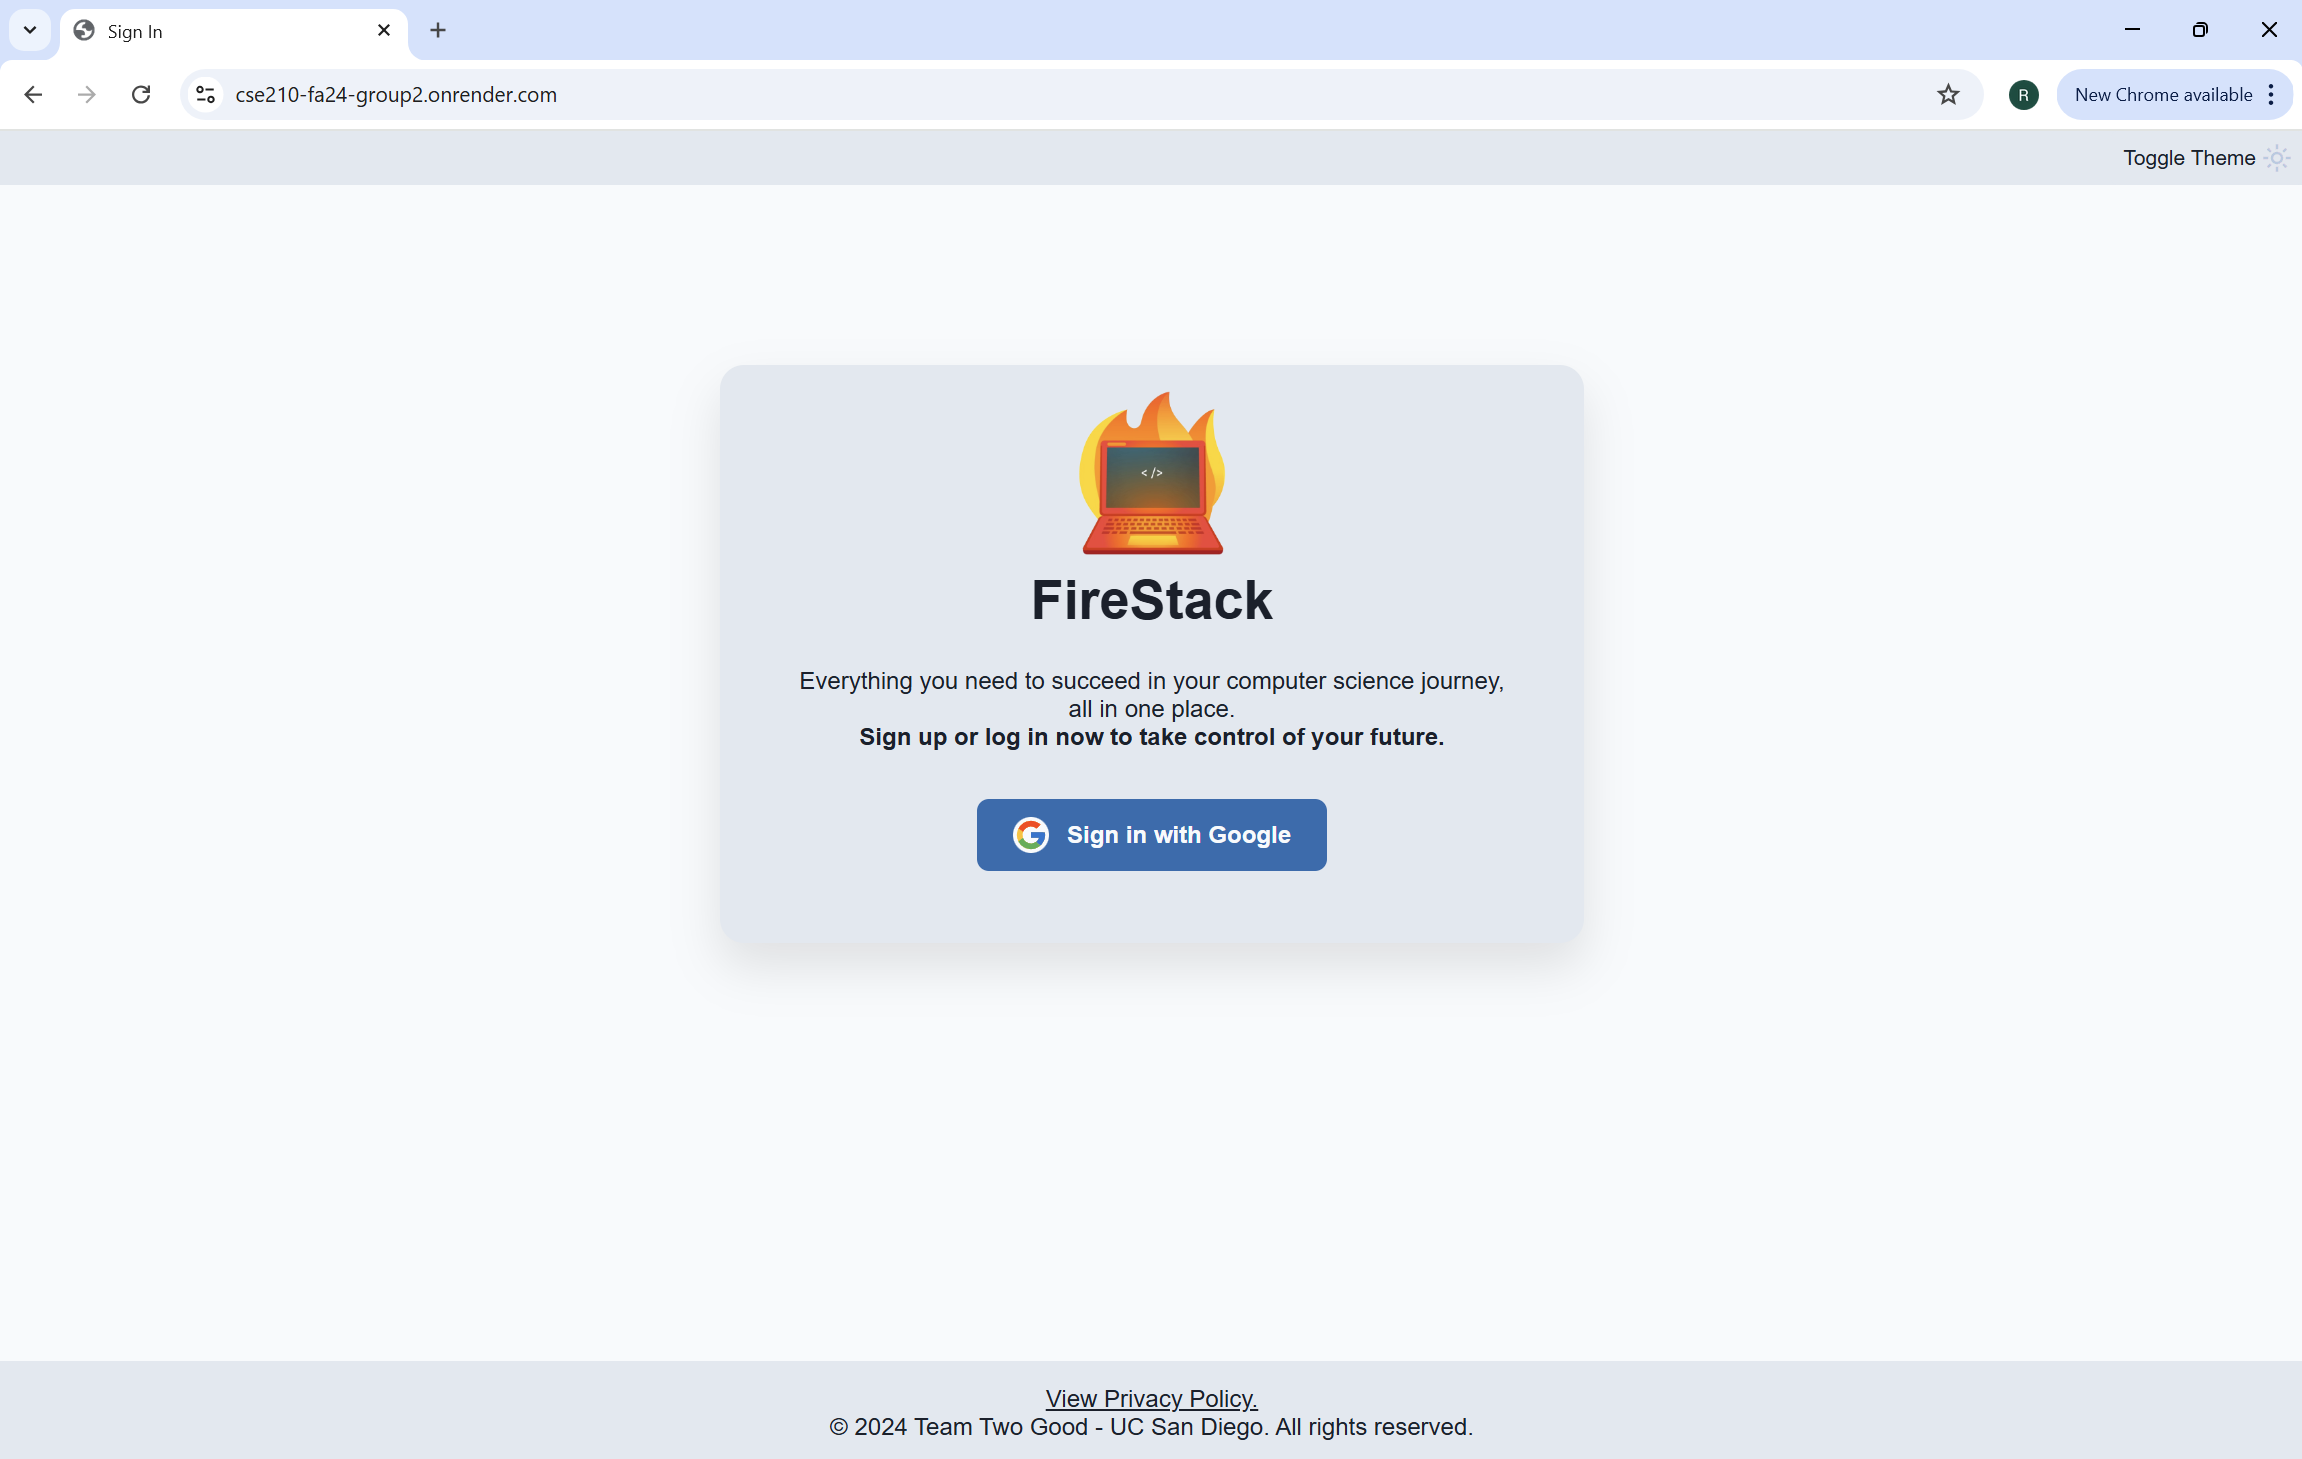 Sign In
cse210-fa24-group2.onrender.com
R
New Chrome available
Toggle Theme
< />
FireStack
Everything you need to succeed in your computer science journey,
all in one place.
Sign up or log in now to take control of your future.
Sign in with Google
View Privacy Policy.
© 2024 Team Two Good - UC San Diego. All rights reserved.